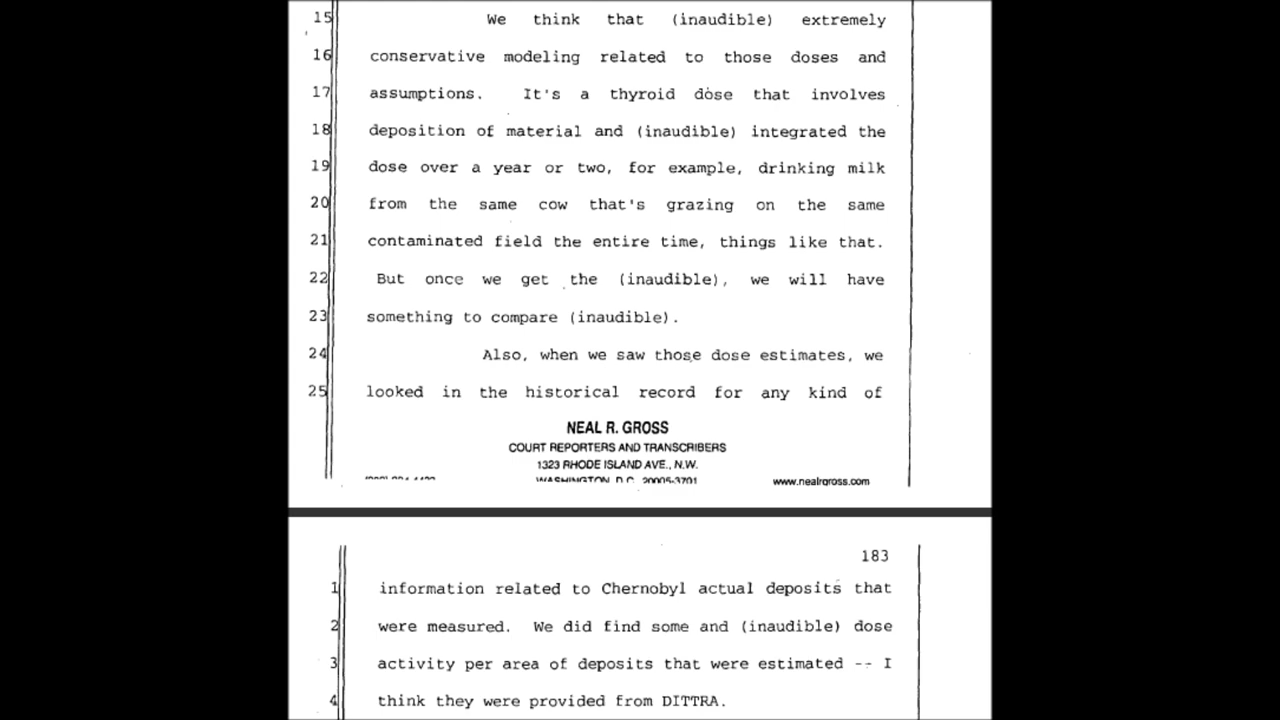 15 We think that (inaudible) extremely
16 conservative modeling related to those doses and
17 assumptions. It's a thyroid dose that involves
18 deposition of material and (inaudible) integrated the
19 dose over a year or two, for example, drinking milk
20 from the same cow that's grazing on the same
21 contaminated field the entire time, things like that.
22 But once we get the (inaudible), we will have
23 something to compare (inaudible).
24 Also, when we saw those dose estimates, we
25 looked in the historical record for any kind of
NEAL R. GROSS
COURT REPORTERS AND TRANSCRIBERS
1323 RHODE ISLAND AVE., N.W.
WASHINGTON, D.C. 20005-3701 www.nealrgross.com
183
1 information related to Chernobyl actual deposits that
2 were measured. We did find some and (inaudible) dose
3 activity per area of deposits that were estimated -- I
4 think they were provided from DITTRA.